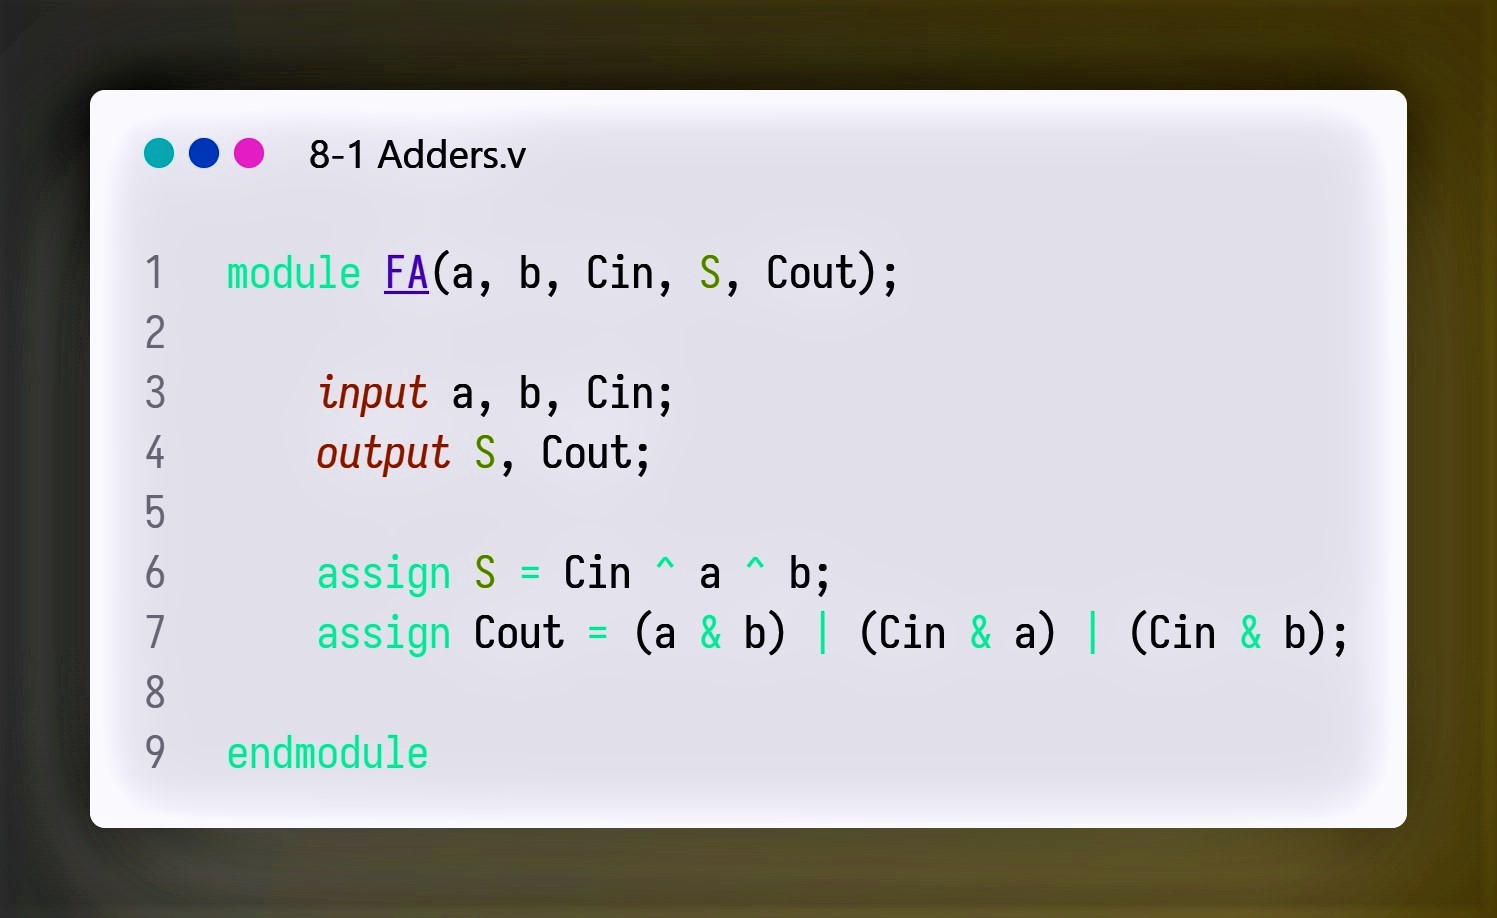 8-1 Adders.v
1 module FA(a, b, Cin, S, Cout);
2
3     input a, b, Cin;
4     output S, Cout;
5
6     assign S = Cin ^ a ^ b;
7     assign Cout = (a & b) | (Cin & a) | (Cin & b);
8
9 endmodule